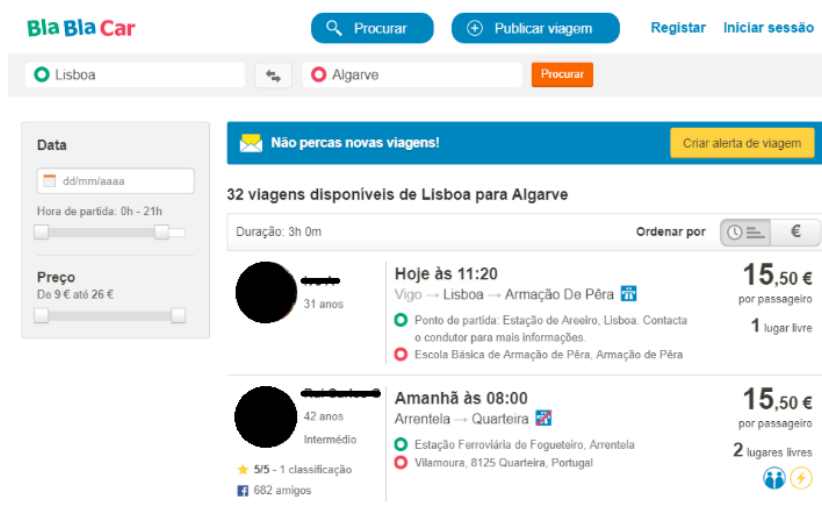 Bla Bla Car
Procurar
Publicar viagem
Registar
Iniciar sessão
Lisboa
Algarve
Procurar
Data
dd/mm/aaaa
Hora de partida: 0h - 21h
Preço
De 9 € até 26 €
Não percas novas viagens!
Criar alerta de viagem
32 viagens disponíveis de Lisboa para Algarve
Duração: 3h 0m
Ordenar por
€
31 anos
Hoje às 11:20
Vigo → Lisboa → Armação De Pêra
Ponto de partida: Estação de Areeiro, Lisboa. Contacta
o condutor para mais informações.
Escola Básica de Armação de Pêra, Armação de Pêra
15,50 €
por passageiro
1 lugar livre
42 anos
Intermédio
5/5 - 1 classificação
682 amigos
Amanhã às 08:00
Arrentela → Quarteira
Estação Ferroviária de Fogueteiro, Arrentela
Vilamoura, 8125 Quarteira, Portugal
15,50 €
por passageiro
2 lugares livres